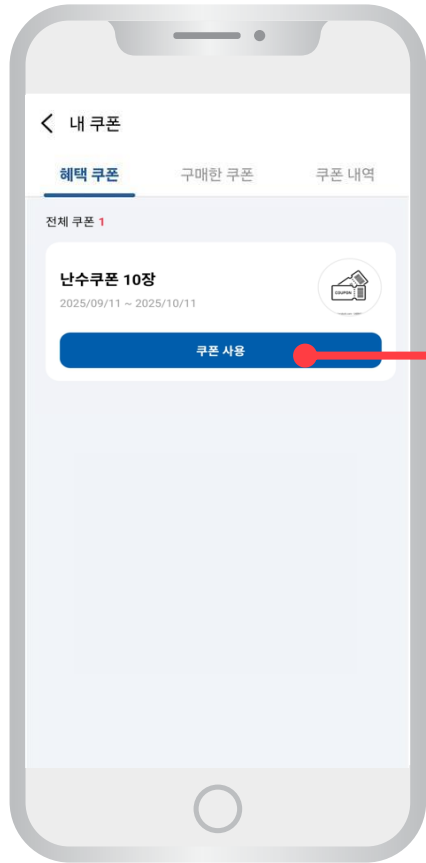 내 쿠폰
혜택 쿠폰 구매한 쿠폰 쿠폰 내역
전체 쿠폰 1
난수쿠폰 10장
2025/09/11 ~ 2025/10/11
COUPON
쿠폰 사용